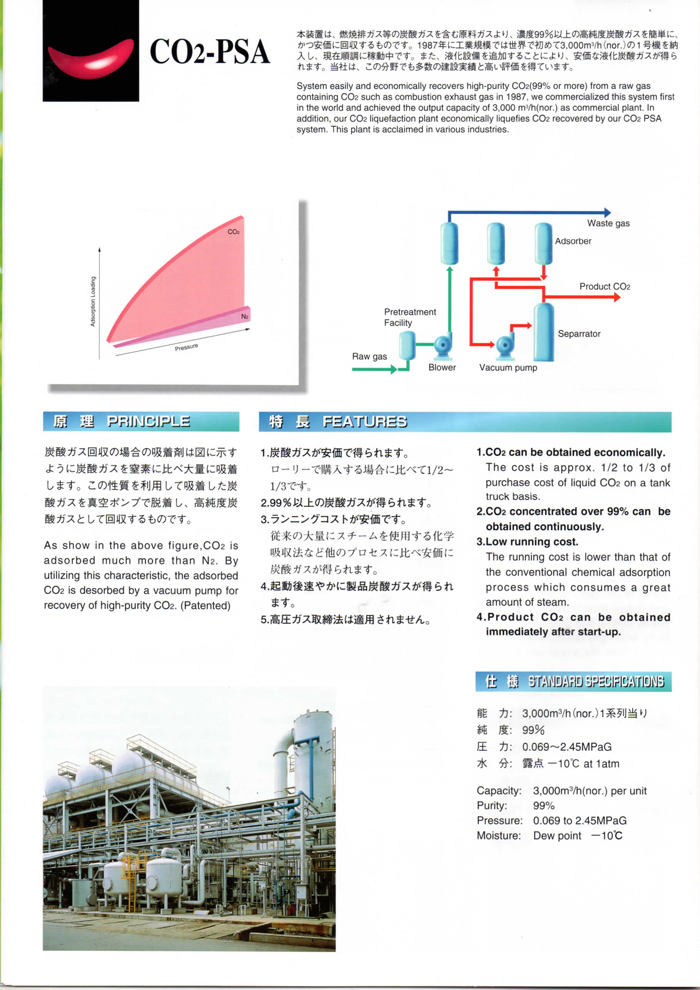 CO2-PSA
本装置は、燃焼排ガス等の炭酸ガスを含む原料ガスより、濃度99%以上の高純度炭酸ガスを簡単に、
かつ安価に回収するものです。1987年に工業規模では世界で初めて3,000m³/h(nor.)の1号機を納
入し、現在順調に稼動中です。また、液化設備を追加することにより、安価な液化炭酸ガスが得ら
れます。当社は、この分野でも多数の建設実績と高い評価を得ています。
System easily and economically recovers high-purity CO2(99% or more) from a raw gas
containing CO2 such as combustion exhaust gas in 1987, we commercialized this system first
in the world and achieved the output capacity of 3,000 m³/h(nor.) as commercial plant. In
addition, our CO2 liquefaction plant economically liquefies CO2 recovered by our CO2 PSA
system. This plant is acclaimed in various industries.
CO2
N2
Adsorption Loading
Pressure
Waste gas
Adsorber
Product CO2
Pretreatment
Facility
Separrator
Raw gas
Blower
Vacuum pump
原 理 PRINCIPLE
炭酸ガス回収の場合の吸着剤は図に示す
ように炭酸ガスを窒素に比べ大量に吸着
します。この性質を利用して吸着した炭
酸ガスを真空ポンプで脱着し、高純度炭
酸ガスとして回収するものです。
As show in the above figure,CO2 is
adsorbed much more than N2. By
utilizing this characteristic, the adsorbed
CO2 is desorbed by a vacuum pump for
recovery of high-purity CO2. (Patented)
特 長 FEATURES
1.炭酸ガスが安価で得られます。
ローリーで購入する場合に比べて1/2～
1/3です。
2.99%以上の炭酸ガスが得られます。
3.ランニングコストが安価です。
従来の大量にスチームを使用する化学
吸収法など他のプロセスに比べ安価に
炭酸ガスが得られます。
4.起動後速やかに製品炭酸ガスが得られ
ます。
5.高圧ガス取締法は適用されません。
1.CO2 can be obtained economically.
The cost is approx. 1/2 to 1/3 of
purchase cost of liquid CO2 on a tank
truck basis.
2.CO2 concentrated over 99% can be
obtained continuously.
3.Low running cost.
The running cost is lower than that of
the conventional chemical adsorption
process which consumes a great
amount of steam.
4.Product CO2 can be obtained
immediately after start-up.
仕 様 STANDARD SPECIFICATIONS
能 力: 3,000m³/h(nor.)1系列当り
純 度: 99%
圧 力: 0.069～2.45MPaG
水 分: 露点 －10℃ at 1atm
Capacity: 3,000m³/h(nor.) per unit
Purity: 99%
Pressure: 0.069 to 2.45MPaG
Moisture: Dew point －10℃